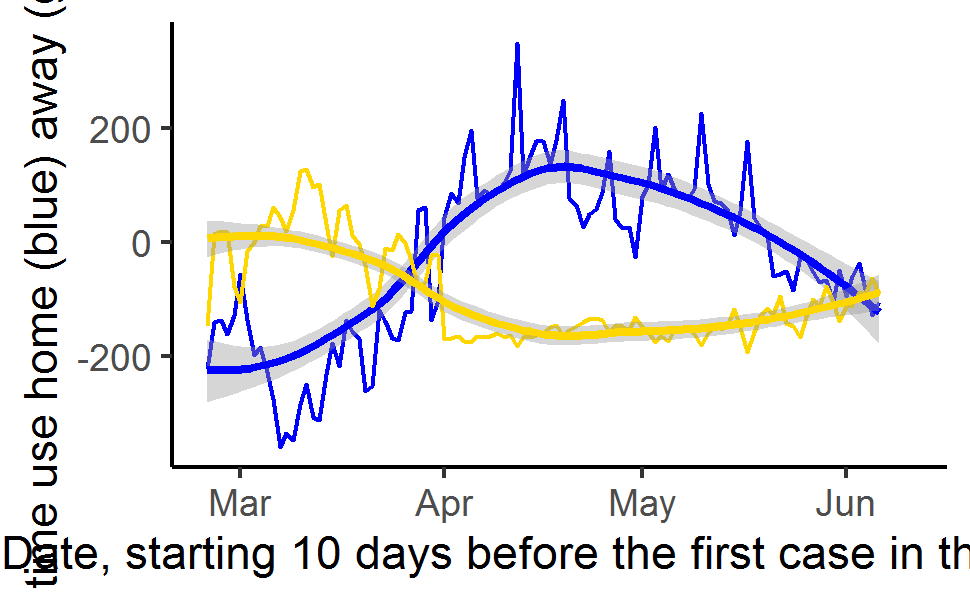 time use home (blue) away (
200
0
-200
Mar Apr May Jun
Date, starting 10 days before the first case in th